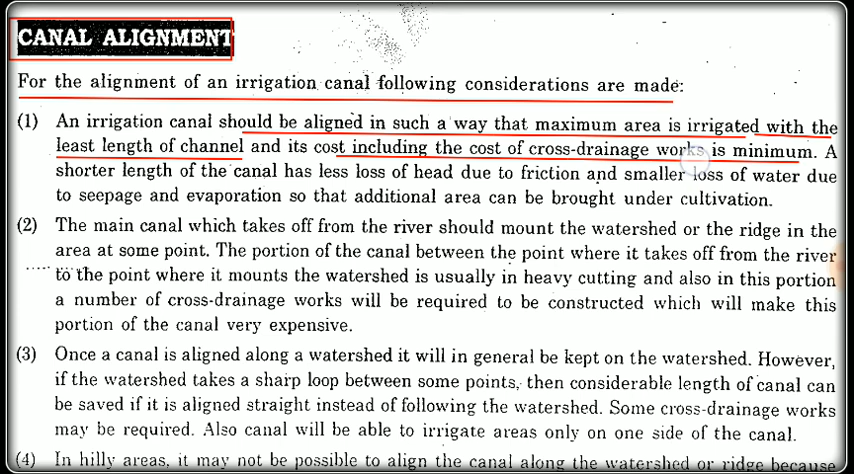 CANAL ALIGNMENT
For the alignment of an irrigation canal following considerations are made:
(1) An irrigation canal should be aligned in such a way that maximum area is irrigated with the
least length of channel and its cost including the cost of cross-drainage works is minimum. A
shorter length of the canal has less loss of head due to friction and smaller loss of water due
to seepage and evaporation so that additional area can be brought under cultivation.
(2) The main canal which takes off from the river should mount the watershed or the ridge in the
area at some point. The portion of the canal between the point where it takes off from the river
to the point where it mounts the watershed is usually in heavy cutting and also in this portion
a number of cross-drainage works will be required to be constructed which will make this
portion of the canal very expensive.
(3) Once a canal is aligned along a watershed it will in general be kept on the watershed. However,
if the watershed takes a sharp loop between some points, then considerable length of canal can
be saved if it is aligned straight instead of following the watershed. Some cross-drainage works
may be required. Also canal will be able to irrigate areas only on one side of the canal.
(4) In hilly areas, it may not be possible to align the canal along the watershed or ridge because